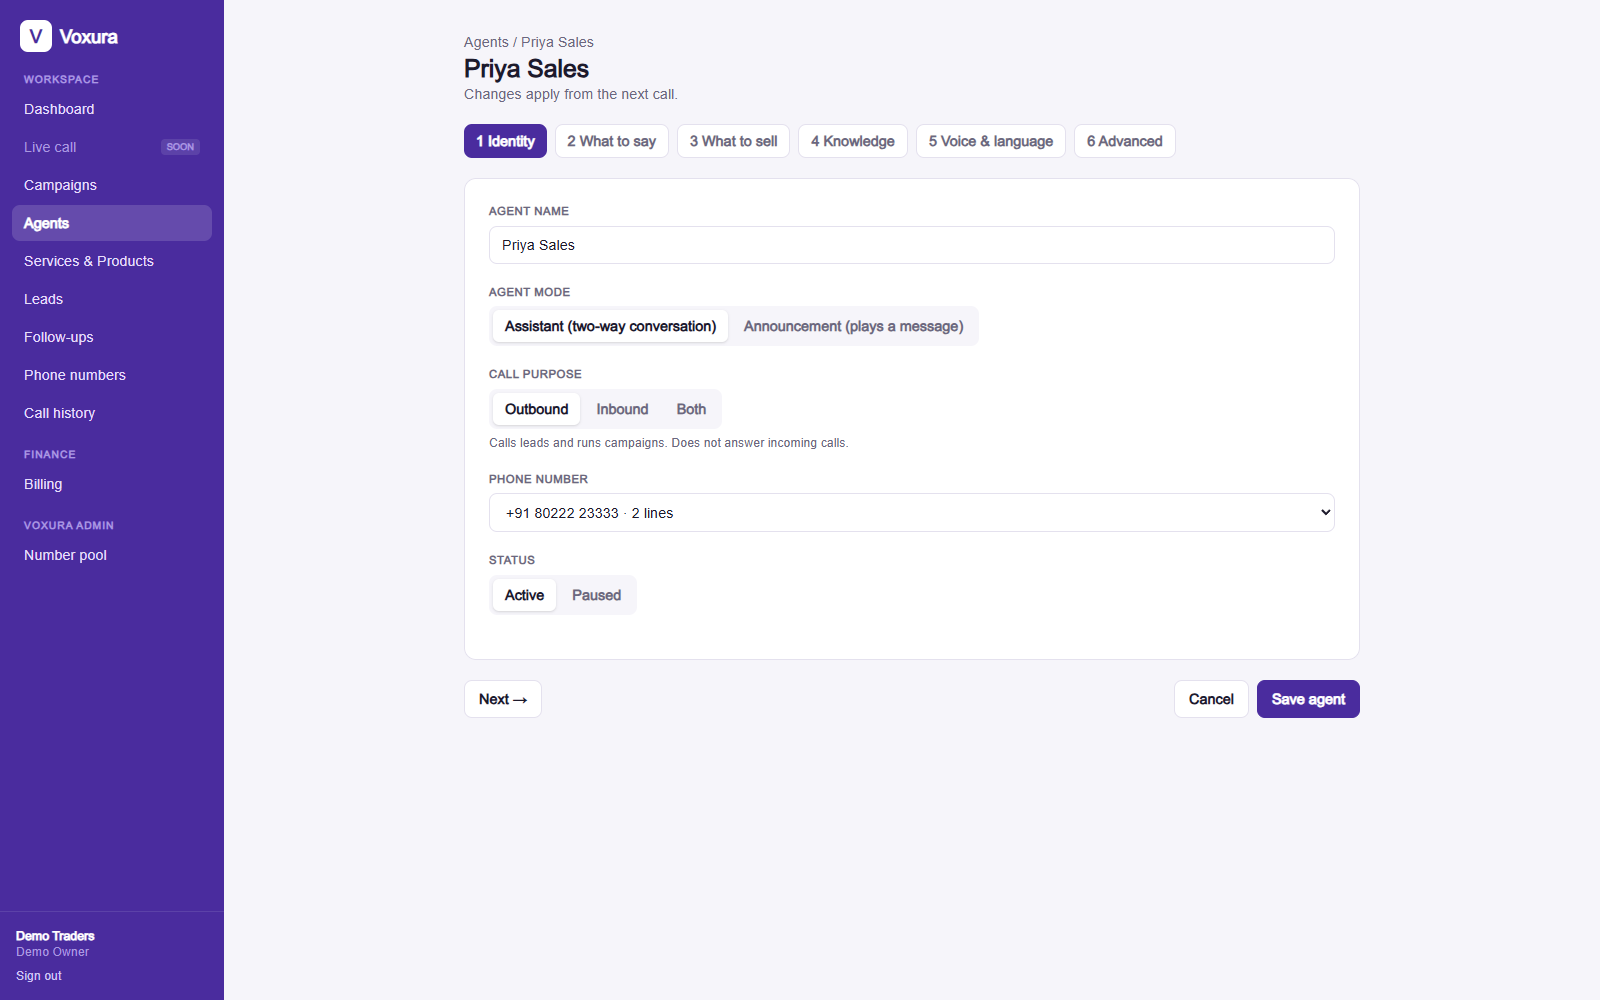 V Voxura
WORKSPACE
Dashboard
Live call SOON
Campaigns
Agents
Services & Products
Leads
Follow-ups
Phone numbers
Call history
FINANCE
Billing
VOXURA ADMIN
Number pool
Demo Traders
Demo Owner
Sign out
Agents / Priya Sales
Priya Sales
Changes apply from the next call.
1 Identity 2 What to say 3 What to sell 4 Knowledge 5 Voice & language 6 Advanced
AGENT NAME
Priya Sales
AGENT MODE
Assistant (two-way conversation) Announcement (plays a message)
CALL PURPOSE
Outbound Inbound Both
Calls leads and runs campaigns. Does not answer incoming calls.
PHONE NUMBER
+91 80222 23333 · 2 lines
STATUS
Active Paused
Next → Cancel Save agent